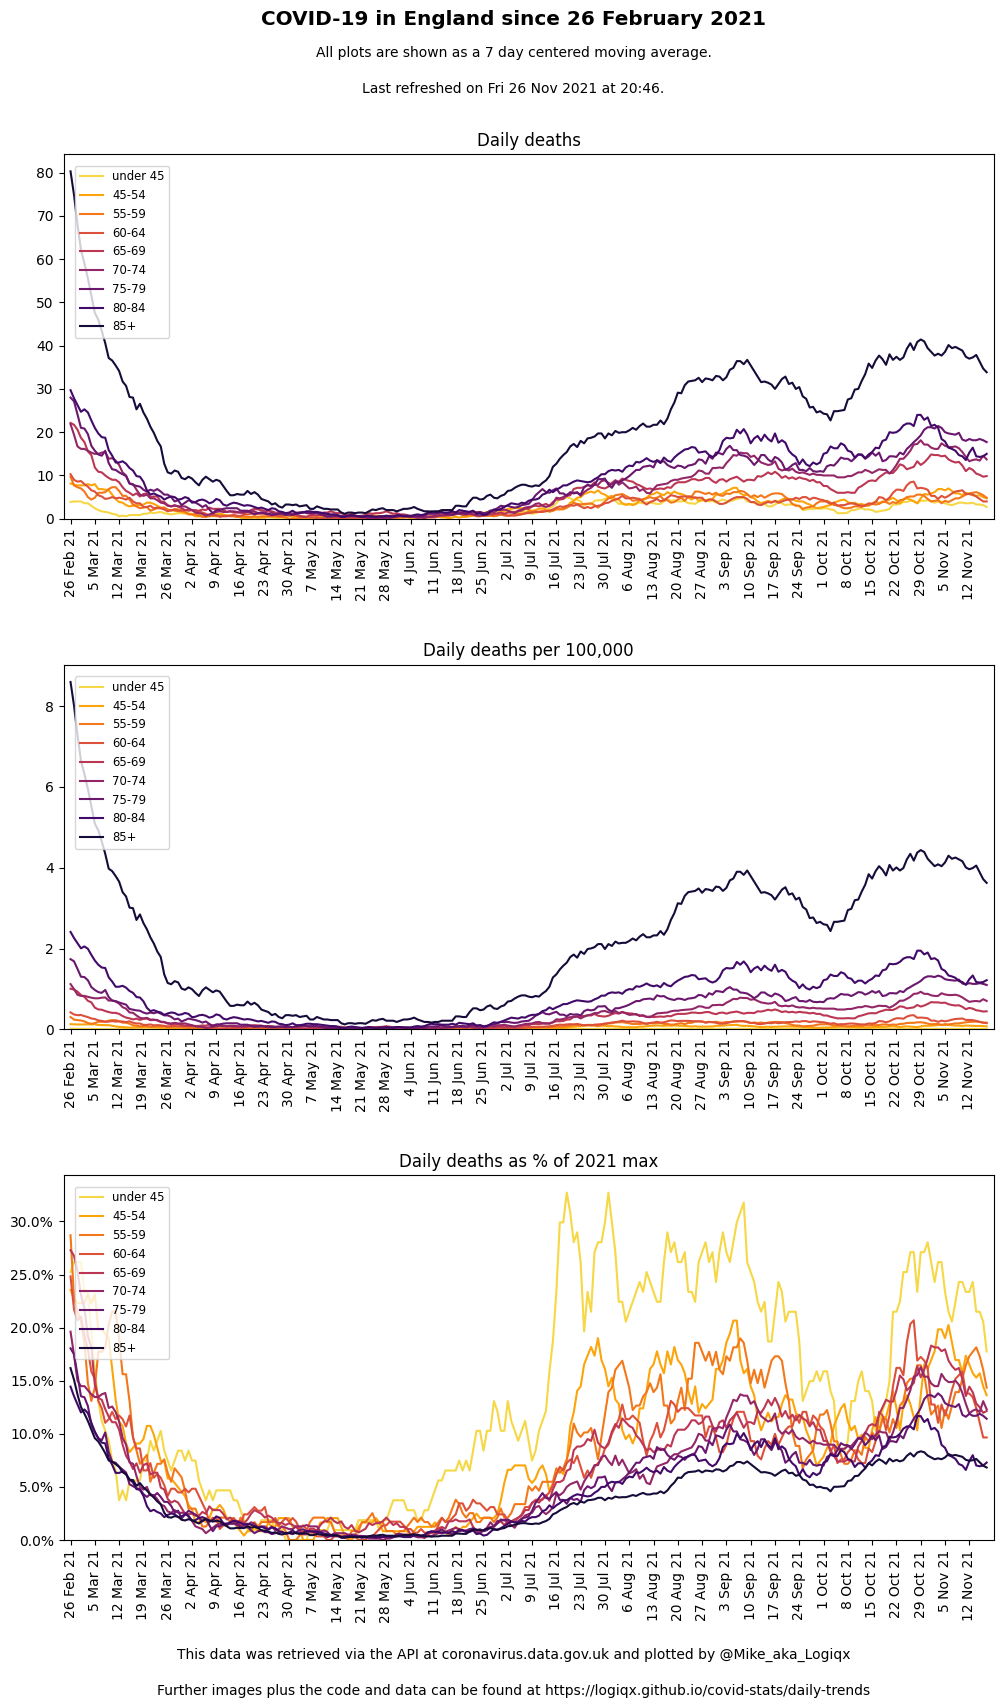 COVID-19 in England since 26 February 2021
All plots are shown as a 7 day centered moving average.
Last refreshed on Fri 26 Nov 2021 at 20:46.
Daily deaths
80
70
60
50
40
30
20
10
0
under 45
45-54
55-59
60-64
65-69
70-74
75-79
80-84
85+
26 Feb 21
5 Mar 21
12 Mar 21
19 Mar 21
26 Mar 21
2 Apr 21
9 Apr 21
16 Apr 21
23 Apr 21
30 Apr 21
7 May 21
14 May 21
21 May 21
28 May 21
4 Jun 21
11 Jun 21
18 Jun 21
25 Jun 21
2 Jul 21
9 Jul 21
16 Jul 21
23 Jul 21
30 Jul 21
6 Aug 21
13 Aug 21
20 Aug 21
27 Aug 21
3 Sep 21
10 Sep 21
17 Sep 21
24 Sep 21
1 Oct 21
8 Oct 21
15 Oct 21
22 Oct 21
29 Oct 21
5 Nov 21
12 Nov 21
Daily deaths per 100,000
8
6
4
2
0
under 45
45-54
55-59
60-64
65-69
70-74
75-79
80-84
85+
26 Feb 21
5 Mar 21
12 Mar 21
19 Mar 21
26 Mar 21
2 Apr 21
9 Apr 21
16 Apr 21
23 Apr 21
30 Apr 21
7 May 21
14 May 21
21 May 21
28 May 21
4 Jun 21
11 Jun 21
18 Jun 21
25 Jun 21
2 Jul 21
9 Jul 21
16 Jul 21
23 Jul 21
30 Jul 21
6 Aug 21
13 Aug 21
20 Aug 21
27 Aug 21
3 Sep 21
10 Sep 21
17 Sep 21
24 Sep 21
1 Oct 21
8 Oct 21
15 Oct 21
22 Oct 21
29 Oct 21
5 Nov 21
12 Nov 21
Daily deaths as % of 2021 max
30.0%
25.0%
20.0%
15.0%
10.0%
5.0%
0.0%
under 45
45-54
55-59
60-64
65-69
70-74
75-79
80-84
85+
26 Feb 21
5 Mar 21
12 Mar 21
19 Mar 21
26 Mar 21
2 Apr 21
9 Apr 21
16 Apr 21
23 Apr 21
30 Apr 21
7 May 21
14 May 21
21 May 21
28 May 21
4 Jun 21
11 Jun 21
18 Jun 21
25 Jun 21
2 Jul 21
9 Jul 21
16 Jul 21
23 Jul 21
30 Jul 21
6 Aug 21
13 Aug 21
20 Aug 21
27 Aug 21
3 Sep 21
10 Sep 21
17 Sep 21
24 Sep 21
1 Oct 21
8 Oct 21
15 Oct 21
22 Oct 21
29 Oct 21
5 Nov 21
12 Nov 21
This data was retrieved via the API at coronavirus.data.gov.uk and plotted by @Mike_aka_Logiqx
Further images plus the code and data can be found at https://logiqx.github.io/covid-stats/daily-trends